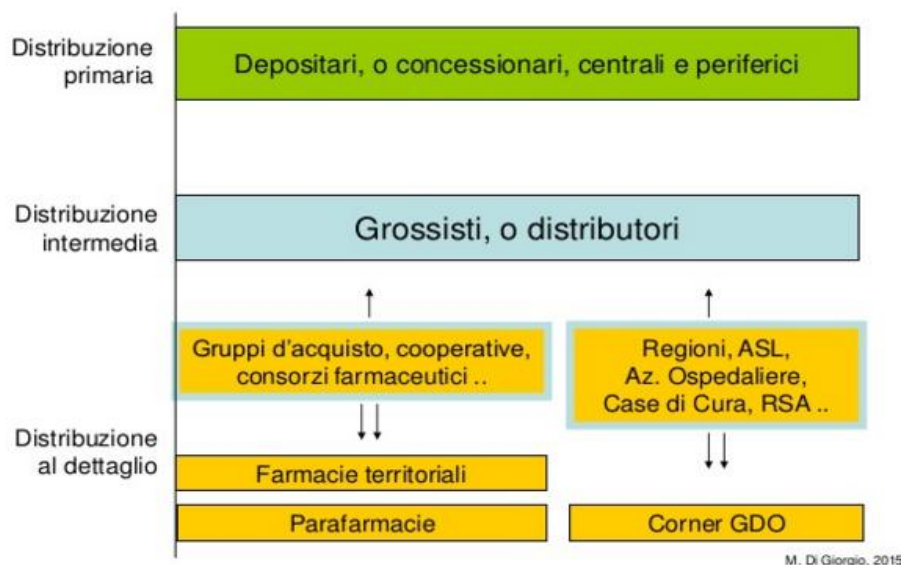 Distribuzione
primaria
Depositari, o concessionari, centrali e periferici
Distribuzione
intermedia
Grossisti, o distributori
Gruppi d'acquisto, cooperative,
consorzi farmaceutici ..
Regioni, ASL,
Az. Ospedaliere,
Case di Cura, RSA ..
Distribuzione
al dettaglio
Farmacie territoriali
Parafarmacie
Corner GDO
M. Di Giorgio, 2015